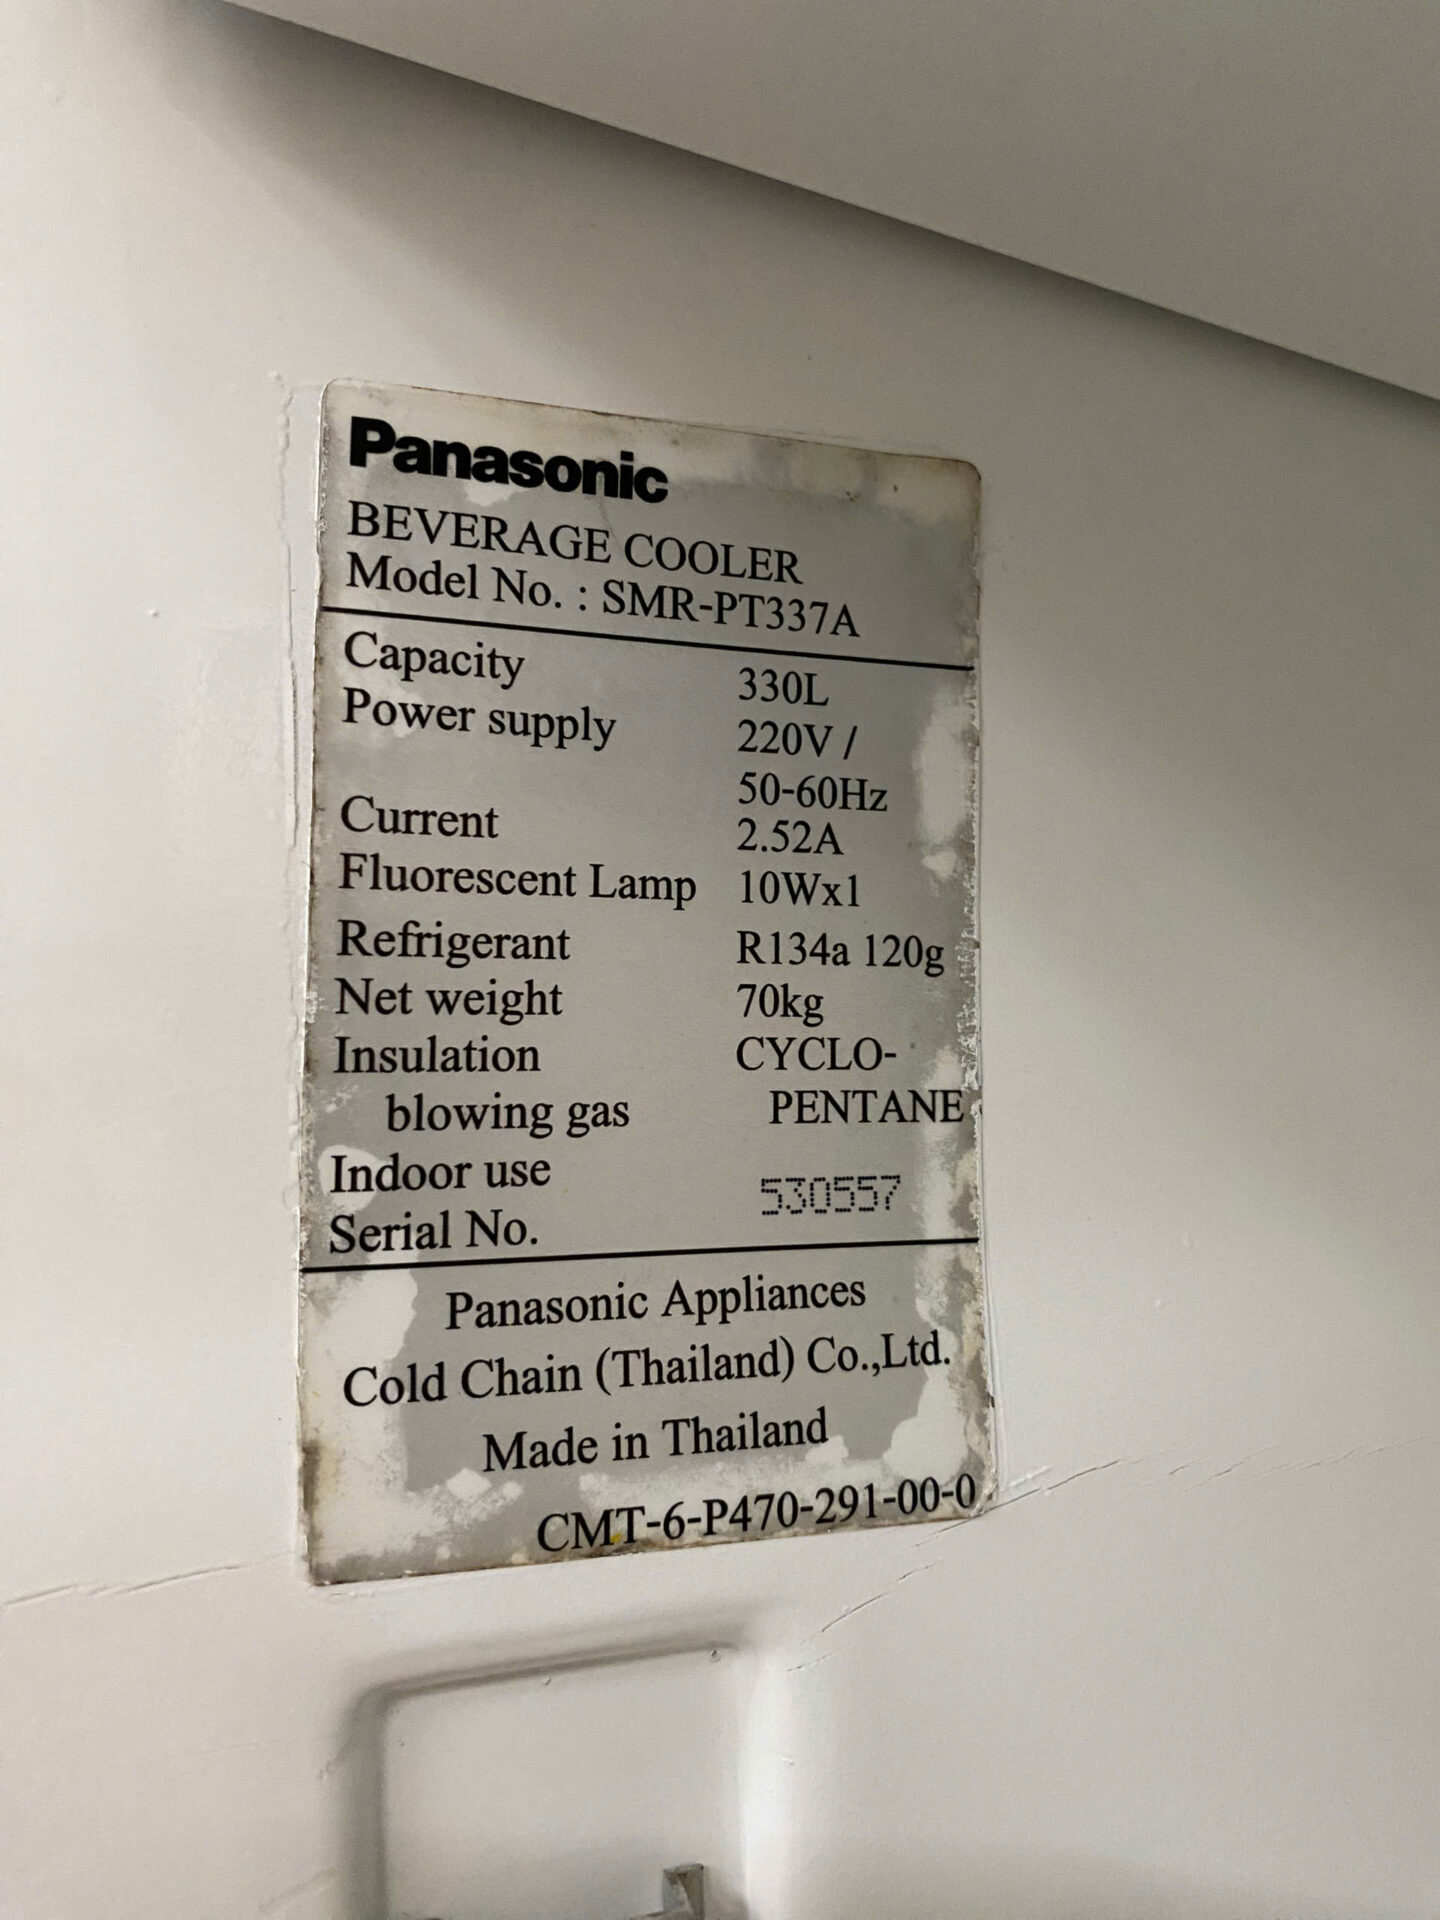 Panasonic
BEVERAGE COOLER
Model No. : SMR-PT337A
Capacity 330L
Power supply 220V /
50-60Hz
Current 2.52A
Fluorescent Lamp 10Wx1
Refrigerant R134a 120g
Net weight 70kg
Insulation CYCLO-
blowing gas PENTANE
Indoor use
Serial No. 530557
Panasonic Appliances
Cold Chain (Thailand) Co.,Ltd.
Made in Thailand
CMT-6-P470-291-00-0